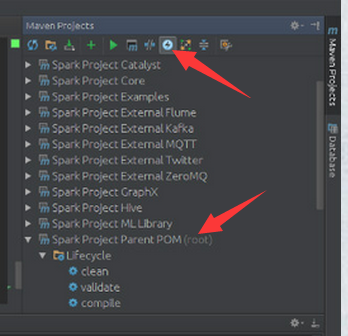 Maven Projects
Spark Project Catalyst
Spark Project Core
Spark Project Examples
Spark Project External Flume
Spark Project External Kafka
Spark Project External MQTT
Spark Project External Twitter
Spark Project External ZeroMQ
Spark Project GraphX
Spark Project Hive
Spark Project ML Library
Spark Project Parent POM (root)
Lifecycle
clean
validate
compile
m
Maven Projects
Database